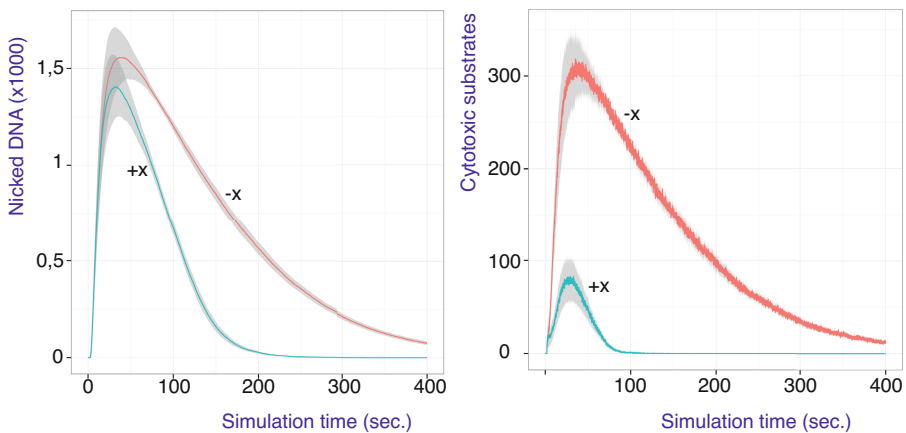 Nicked DNA (x1000)
1,5
1
0,5
0
+x
-x
0
100
200
300
400
Simulation time (sec.)
Cytotoxic substrates
300
200
100
0
-x
+x
100
200
300
400
Simulation time (sec.)